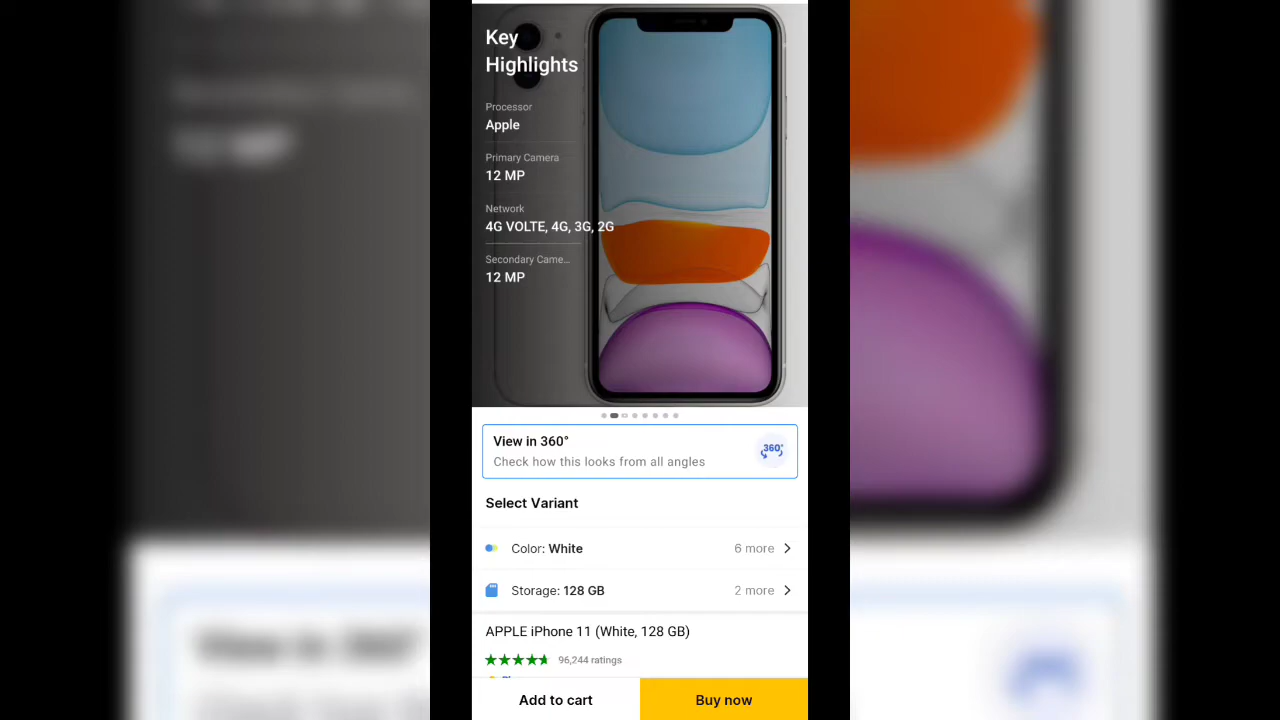 Key
Highlights
Processor
Apple
Primary Camera
12 MP
Network
4G VOLTE, 4G, 3G, 2G
Secondary Came...
12 MP
View in 360°
Check how this looks from all angles
360°
Select Variant
Color: White
6 more
Storage: 128 GB
2 more
APPLE iPhone 11 (White, 128 GB)
96,244 ratings
Add to cart
Buy now